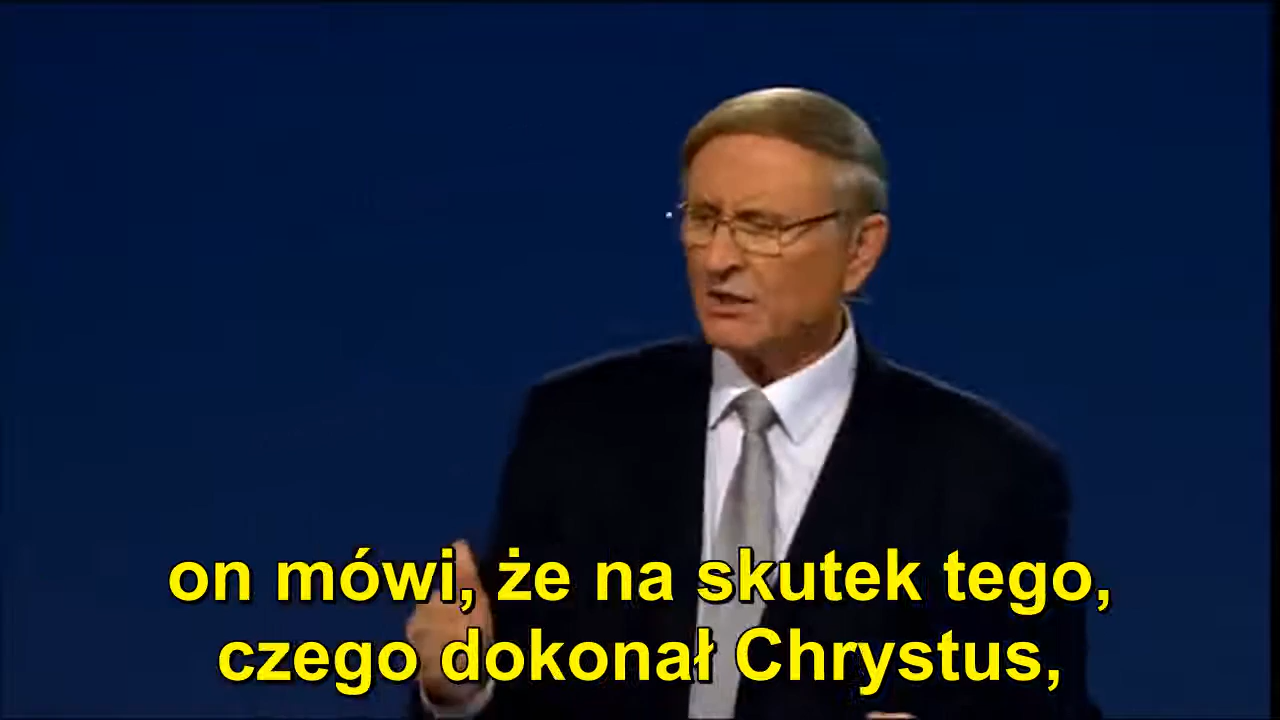 on mówi, że na skutek tego,
czego dokonał Chrystus,